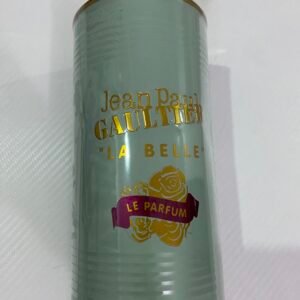 Jean Paul
GAULTIER
"LA BELLE"
LE PARFUM